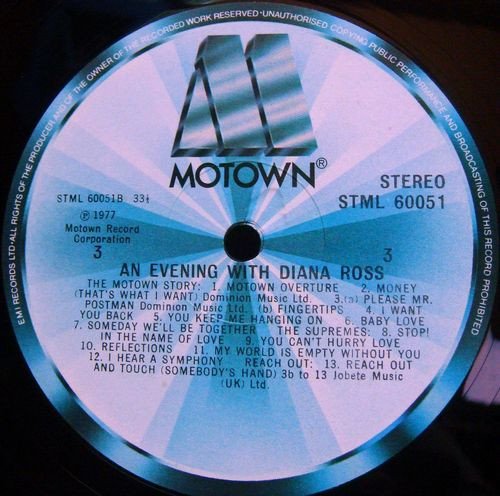 EMI RECORDS LTD·ALL RIGHTS OF THE PRODUCER AND OF THE OWNER OF THE RECORDED WORK RESERVED·UNAUTHORISED COPYING PUBLIC PERFORMANCE AND BROADCASTING OF THIS RECORD PROHIBITED
MOTOWN®
STML 60051B 33⅓
STEREO
STML 60051
℗ 1977
Motown Record
Corporation
3
3
AN EVENING WITH DIANA ROSS
THE MOTOWN STORY: 1. MOTOWN OVERTURE 2. MONEY
(THAT'S WHAT I WANT) Dominion Music Ltd. 3.(a) PLEASE MR.
POSTMAN Dominion Music Ltd. (b) FINGERTIPS 4. I WANT
YOU BACK 5. YOU KEEP ME HANGING ON 6. BABY LOVE
7. SOMEDAY WE'LL BE TOGETHER THE SUPREMES: 8. STOP!
IN THE NAME OF LOVE 9. YOU CAN'T HURRY LOVE
10. REFLECTIONS 11. MY WORLD IS EMPTY WITHOUT YOU
12. I HEAR A SYMPHONY REACH OUT: 13. REACH OUT
AND TOUCH (SOMEBODY'S HAND) 3b to 13 Jobete Music
(UK) Ltd.